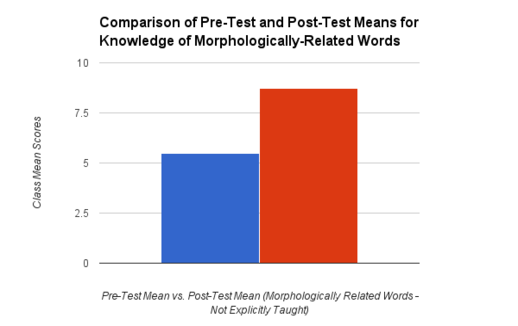 Comparison of Pre-Test and Post-Test Means for
Knowledge of Morphologically-Related Words
10
7.5
5
2.5
0
Class Mean Scores
Pre-Test Mean vs. Post-Test Mean (Morphologically Related Words -
Not Explicitly Taught)